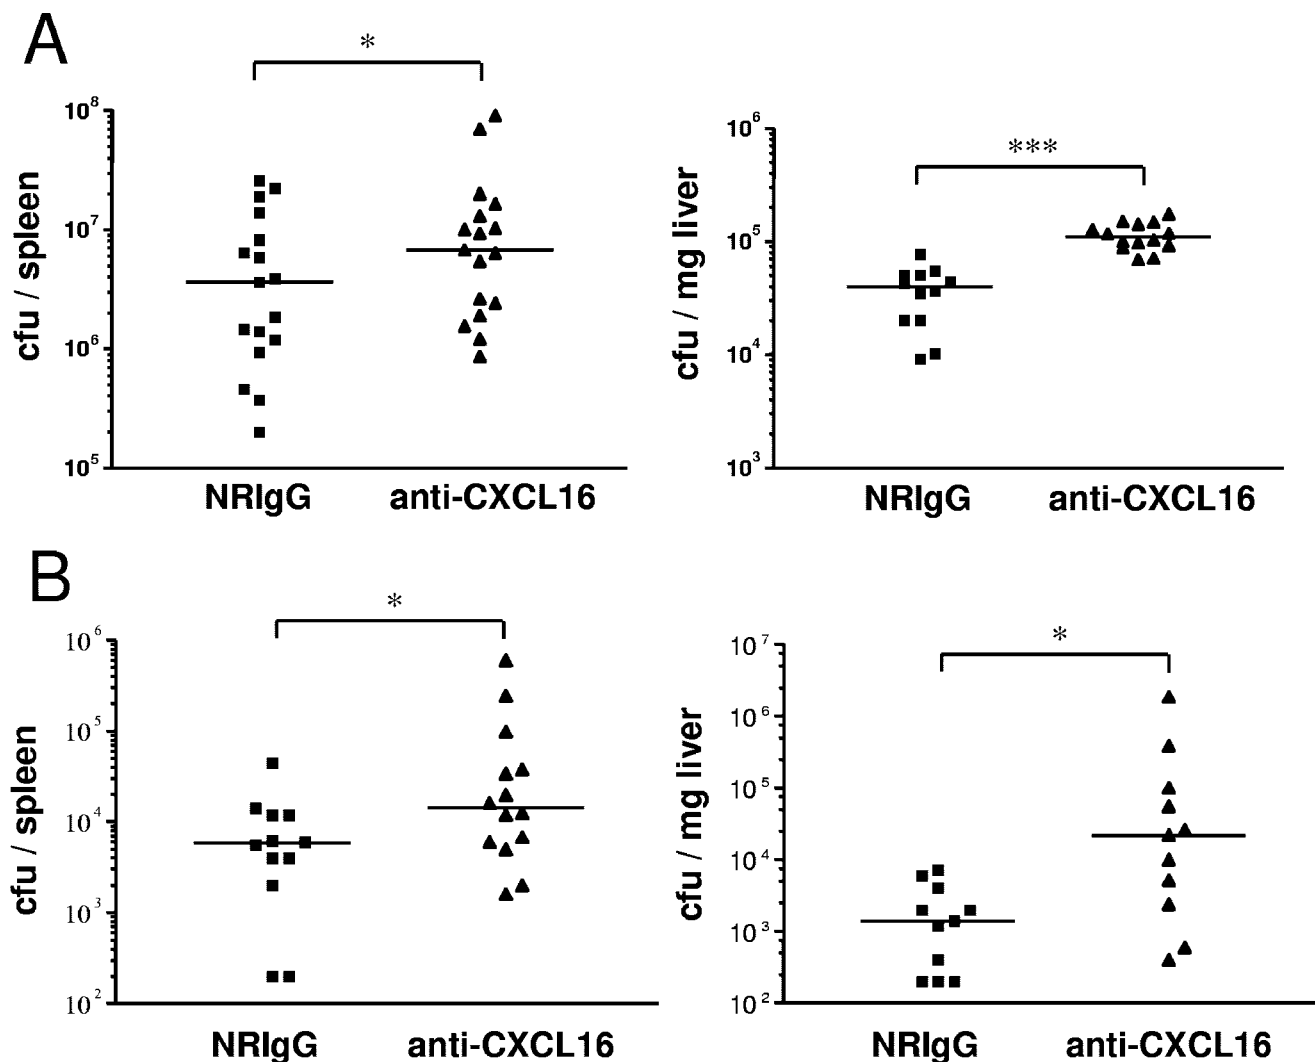 A
*
cfu / spleen
10⁸
10⁷
10⁶
10⁵
NRIgG anti-CXCL16
***
cfu / mg liver
10⁶
10⁵
10⁴
10³
NRIgG anti-CXCL16
B
*
cfu / spleen
10⁶
10⁵
10⁴
10³
10²
NRIgG anti-CXCL16
*
cfu / mg liver
10⁷
10⁶
10⁵
10⁴
10³
10²
NRIgG anti-CXCL16